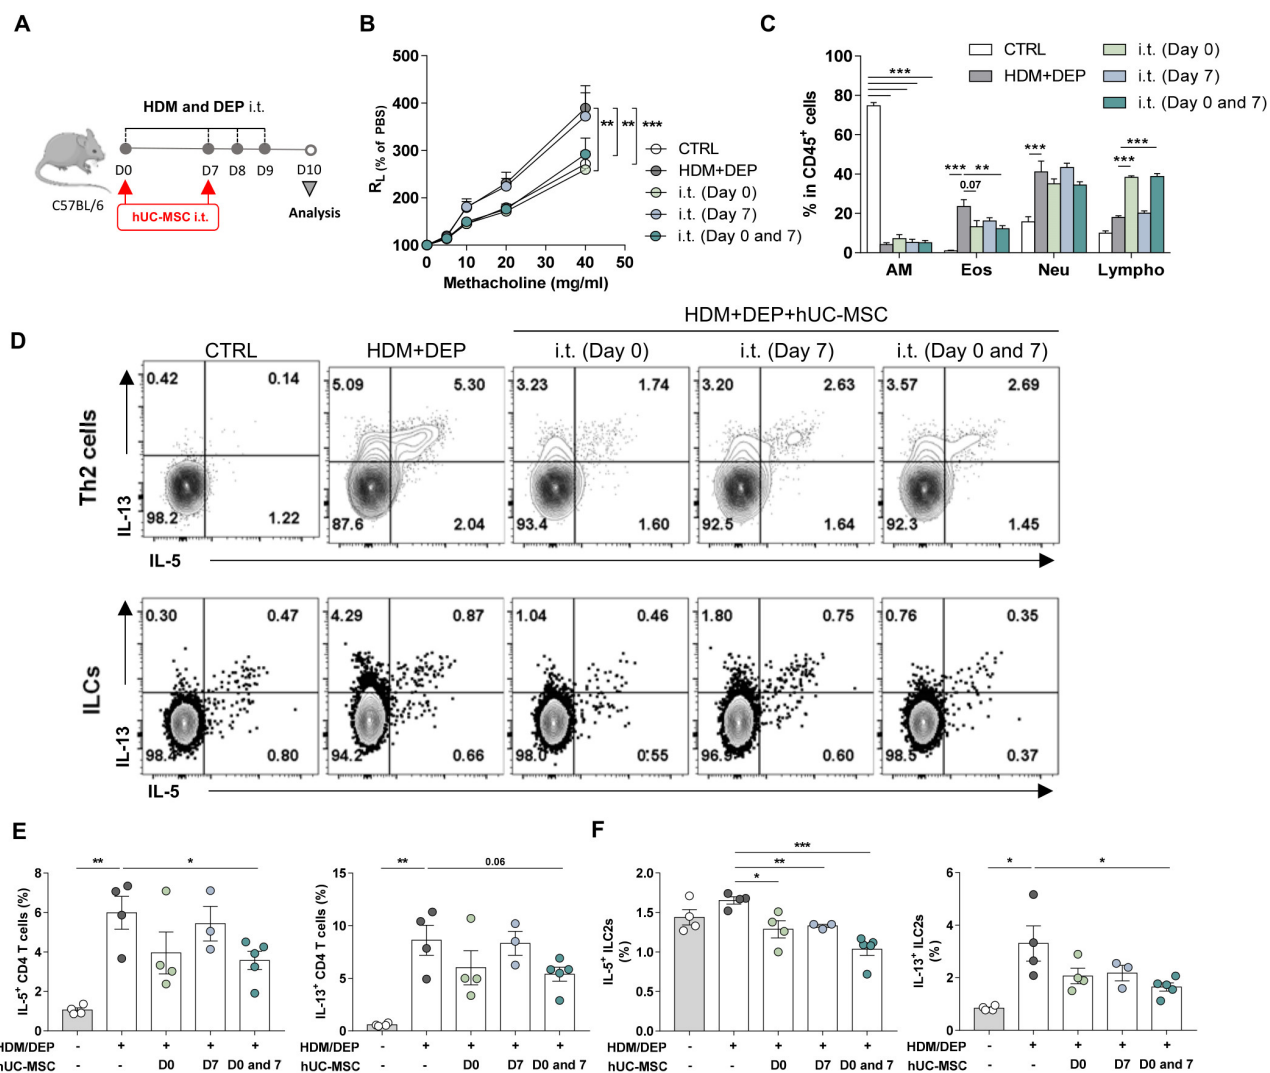 A
HDM and DEP i.t.
D0
D7
D8
D9
D10
C57BL/6
hUC-MSC i.t.
Analysis
B
R_L (% of PBS)
500
400
300
200
100
0
10
20
30
40
50
Methacholine (mg/ml)
**
**
***
CTRL
HDM+DEP
i.t. (Day 0)
i.t. (Day 7)
i.t. (Day 0 and 7)
C
CTRL
HDM+DEP
i.t. (Day 0)
i.t. (Day 7)
i.t. (Day 0 and 7)
% in CD45+ cells
100
80
60
40
20
0
***
***
**
0.07
***
***
***
AM
Eos
Neu
Lympho
D
HDM+DEP+hUC-MSC
CTRL
HDM+DEP
i.t. (Day 0)
i.t. (Day 7)
i.t. (Day 0 and 7)
Th2 cells
IL-13
0.42 0.14
98.2 1.22
5.09 5.30
87.6 2.04
3.23 1.74
93.4 1.60
3.20 2.63
92.5 1.64
3.57 2.69
92.3 1.45
IL-5
ILCs
IL-13
0.30 0.47
0.80
4.29 0.87
94.2 0.66
1.04 0.46
98.0 0.55
1.80 0.75
0.60
0.76 0.35
98.5 0.37
IL-5
E
IL-5+ CD4 T cells (%)
8
6
4
2
0
**
*
HDM/DEP - + + + +
hUC-MSC - - D0 D7 D0 and 7
IL-13+ CD4 T cells (%)
15
10
5
0
**
0.06
HDM/DEP - + + + +
hUC-MSC - - D0 D7 D0 and 7
F
IL-5+ ILC2s
(%)
2.0
1.5
1.0
0.5
0.0
***
**
*
HDM/DEP - + + + +
hUC-MSC - - D0 D7 D0 and 7
IL-13+ ILC2s
(%)
6
4
2
0
*
*
HDM/DEP - + + + +
hUC-MSC - - D0 D7 D0 and 7